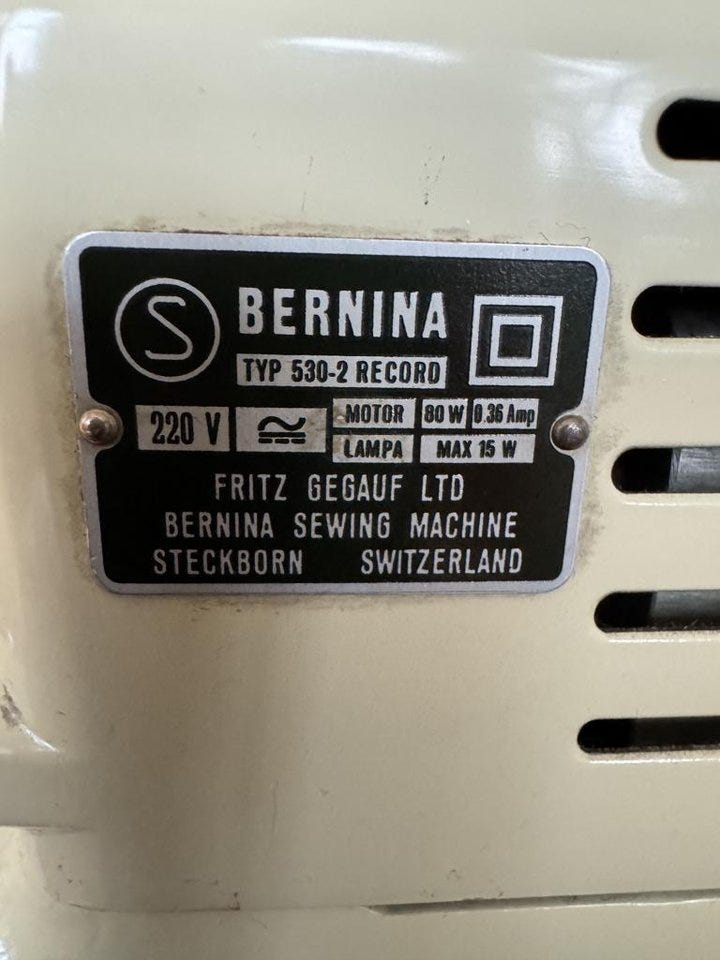 S BERNINA
TYP 530-2 RECORD
220 V MOTOR 80 W 0.36 Amp
LAMPA MAX 15 W
FRITZ GEGAUF LTD
BERNINA SEWING MACHINE
STECKBORN SWITZERLAND